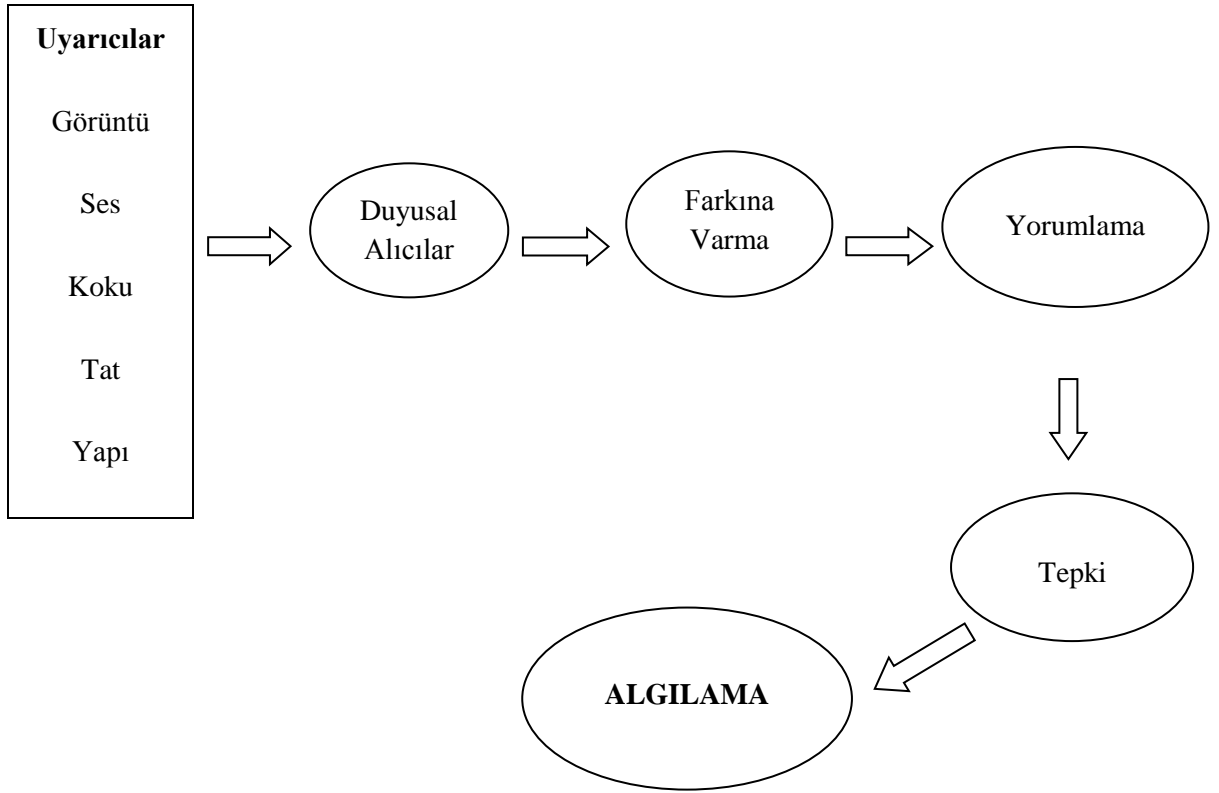 Uyarıcılar
Görüntü
Ses
Koku
Tat
Yapı
Duyusal
Alıcılar
Farkına
Varma
Yorumlama
Tepki
ALGILAMA